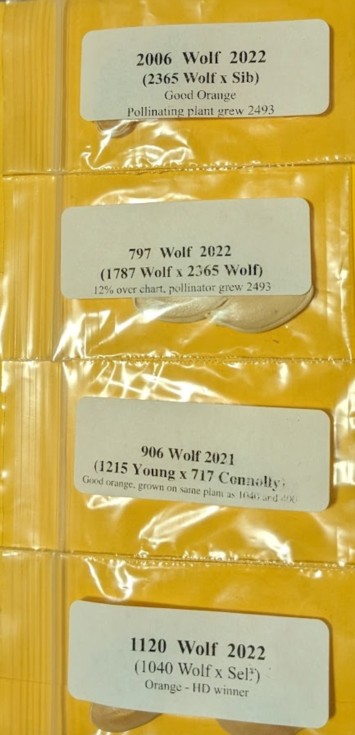 2006 Wolf 2022
(2365 Wolf x Sib)
Good Orange
Pollinating plant grew 2493
797 Wolf 2022
(1787 Wolf x 2365 Wolf)
12% over chart, pollinator grew 2493
906 Wolf 2021
(1215 Young x 717 Connolly)
Good orange, grown on same plant as 1040 and
1120 Wolf 2022
(1040 Wolf x
Orange - HD winner